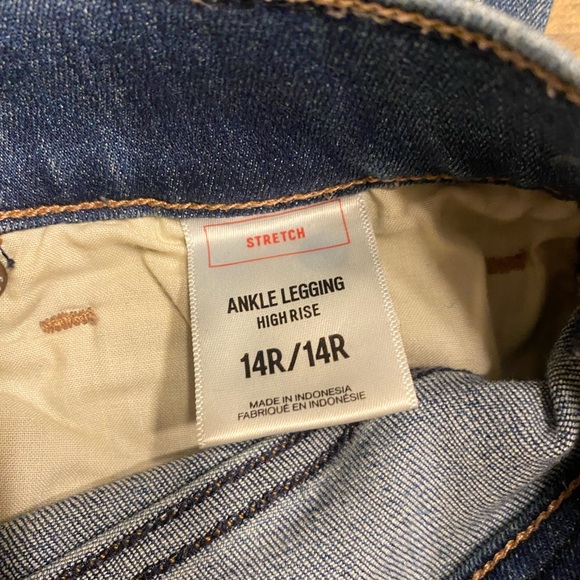 STRETCH
ANKLE LEGGING
HIGH RISE
14R/14R
MADE IN INDONESIA
FABRIQUÉ EN INDONÉSIE